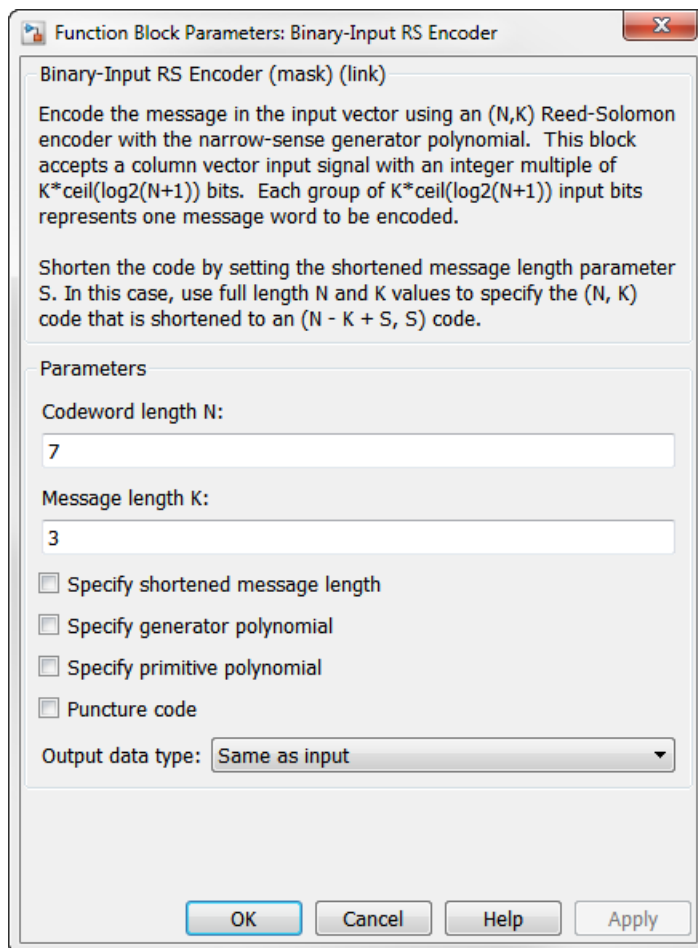 Function Block Parameters: Binary-Input RS Encoder
Binary-Input RS Encoder (mask) (link)
Encode the message in the input vector using an (N,K) Reed-Solomon
encoder with the narrow-sense generator polynomial.  This block
accepts a column vector input signal with an integer multiple of
K*ceil(log2(N+1)) bits.  Each group of K*ceil(log2(N+1)) input bits
represents one message word to be encoded.
Shorten the code by setting the shortened message length parameter
S. In this case, use full length N and K values to specify the (N, K)
code that is shortened to an (N - K + S, S) code.
Parameters
Codeword length N:
7
Message length K:
3
Specify shortened message length
Specify generator polynomial
Specify primitive polynomial
Puncture code
Output data type: Same as input
OK Cancel Help Apply